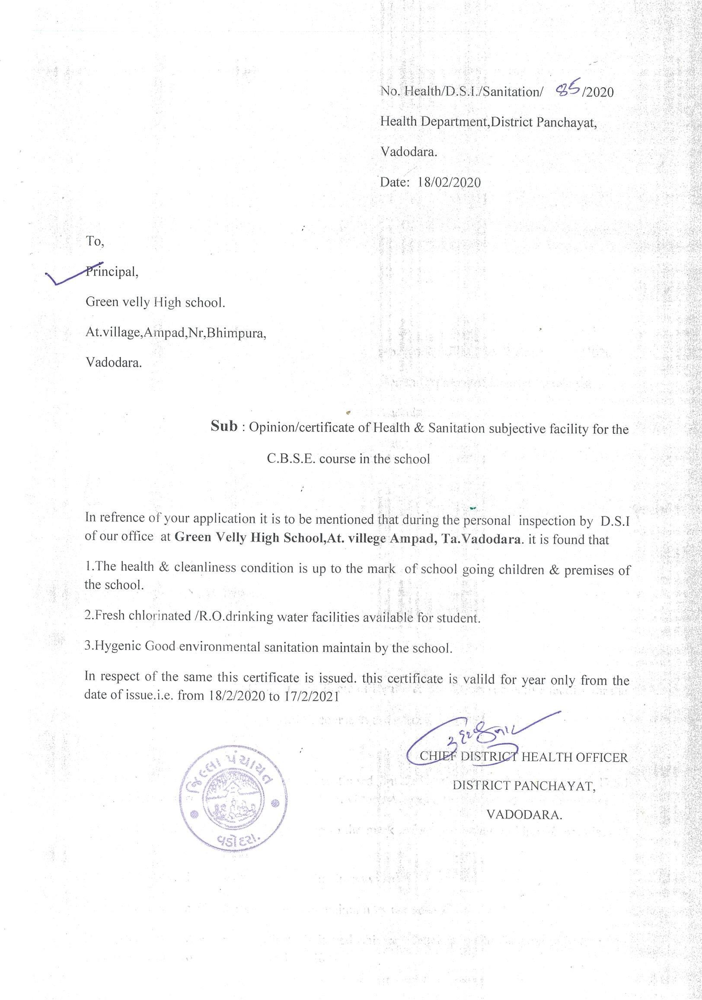 No. Health/D.S.I./Sanitation/ 85 /2020
Health Department,District Panchayat,
Vadodara.
Date: 18/02/2020
To,
Principal,
Green velly High school.
At.village,Ampad,Nr,Bhimpura,
Vadodara.
Sub : Opinion/certificate of Health & Sanitation subjective facility for the
C.B.S.E. course in the school
In refrence of your application it is to be mentioned that during the personal inspection by D.S.I
of our office at Green Velly High School,At. villege Ampad, Ta.Vadodara. it is found that
1.The health & cleanliness condition is up to the mark of school going children & premises of
the school.
2.Fresh chlorinated /R.O.drinking water facilities available for student.
3.Hygenic Good environmental sanitation maintain by the school.
In respect of the same this certificate is issued. this certificate is valild for year only from the
date of issue.i.e. from 18/2/2020 to 17/2/2021
CHIEF DISTRICT HEALTH OFFICER
DISTRICT PANCHAYAT,
VADODARA.
જિલ્લા પંચાયત
વડોદરા.